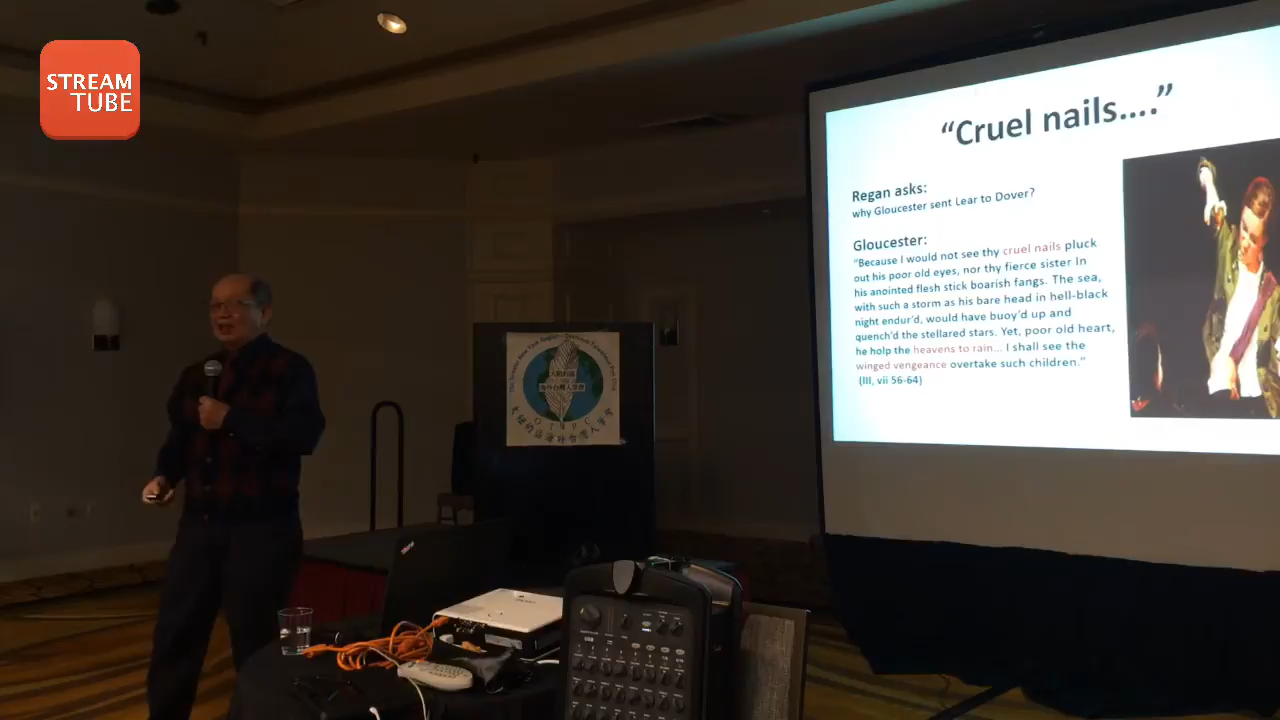 STREAM
TUBE
“Cruel nails....”
Regan asks:
why Gloucester sent Lear to Dover?
Gloucester:
“Because I would not see thy cruel nails pluck
out his poor old eyes, nor thy fierce sister In
his anointed flesh stick boarish fangs. The sea,
with such a storm as his bare head in hell-black
night endur’d, would have buoy’d up and
quench’d the stellared stars. Yet, poor old heart,
he holp the heavens to rain... I shall see the
winged vengeance overtake such children.”
(III, vii 56-64)